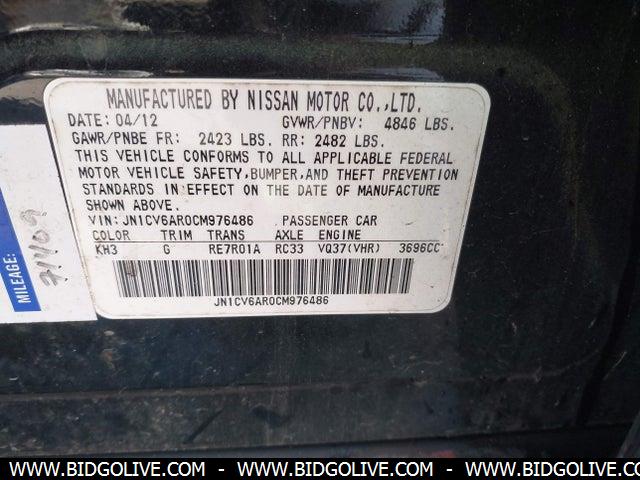 MANUFACTURED BY NISSAN MOTOR CO.,LTD.
DATE: 04/12 GVWR/PNBV: 4846 LBS.
GAWR/PNBE FR: 2423 LBS. RR: 2482 LBS.
THIS VEHICLE CONFORMS TO ALL APPLICABLE FEDERAL
MOTOR VEHICLE SAFETY,BUMPER,AND THEFT PREVENTION
STANDARDS IN EFFECT ON THE DATE OF MANUFACTURE
SHOWN ABOVE.
VIN: JN1CV6AR0CM976486 PASSENGER CAR
COLOR TRIM TRANS AXLE ENGINE
KH3 G RE7R01A RC33 VQ37(VHR) 3696CC
JN1CV6AR0CM976486
MILEAGE:
71409
WWW.BIDGOLIVE.COM - WWW.BIDGOLIVE.COM - WWW.BIDGOLIVE.COM